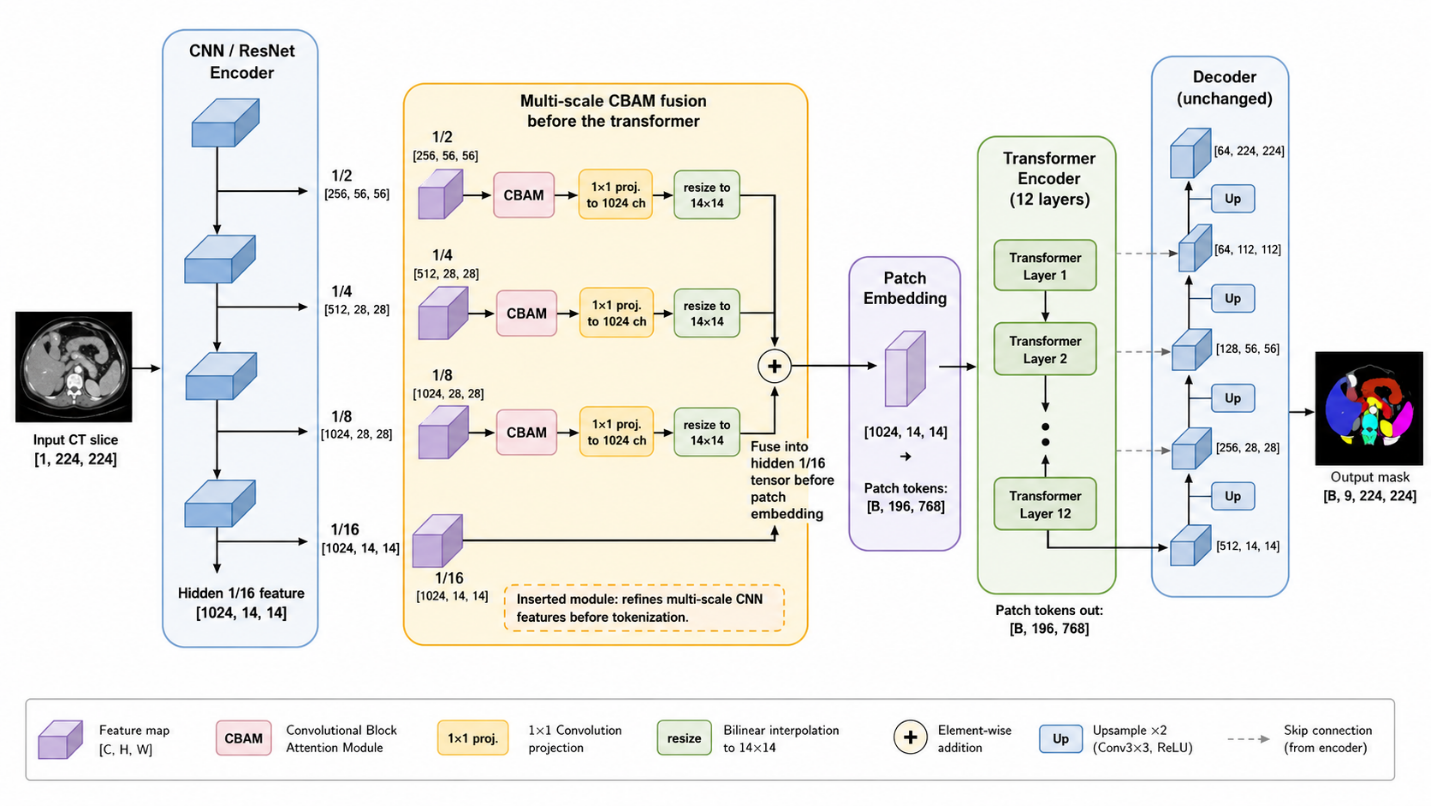 CNN / ResNet
Encoder
1/2
[256, 56, 56]
1/4
[512, 28, 28]
1/8
[1024, 28, 28]
1/16
[1024, 14, 14]
Hidden 1/16 feature
[1024, 14, 14]
Input CT slice
[1, 224, 224]
Multi-scale CBAM fusion
before the transformer
1/2
[256, 56, 56]
CBAM
1×1 proj.
to 1024 ch
resize to
14×14
1/4
[512, 28, 28]
CBAM
1×1 proj.
to 1024 ch
resize to
14×14
1/8
[1024, 28, 28]
CBAM
1×1 proj.
to 1024 ch
resize to
14×14
+
Fuse into
hidden 1/16
tensor before
patch
embedding
1/16
[1024, 14, 14]
Inserted module: refines multi-scale CNN
features before tokenization.
Patch
Embedding
[1024, 14, 14]
→
Patch tokens:
[B, 196, 768]
Transformer
Encoder
(12 layers)
Transformer
Layer 1
Transformer
Layer 2
Transformer
Layer 12
Patch tokens out:
[B, 196, 768]
Decoder
(unchanged)
[64, 224, 224]
Up
[64, 112, 112]
Up
[128, 56, 56]
Up
[256, 28, 28]
Up
[512, 14, 14]
Output mask
[B, 9, 224, 224]
Feature map
[C, H, W]
CBAM
Convolutional Block
Attention Module
1×1 proj.
1×1 Convolution
projection
resize
Bilinear interpolation
to 14×14
+
Element-wise
addition
Up
Upsample ×2
(Conv3×3, ReLU)
Skip connection
(from encoder)